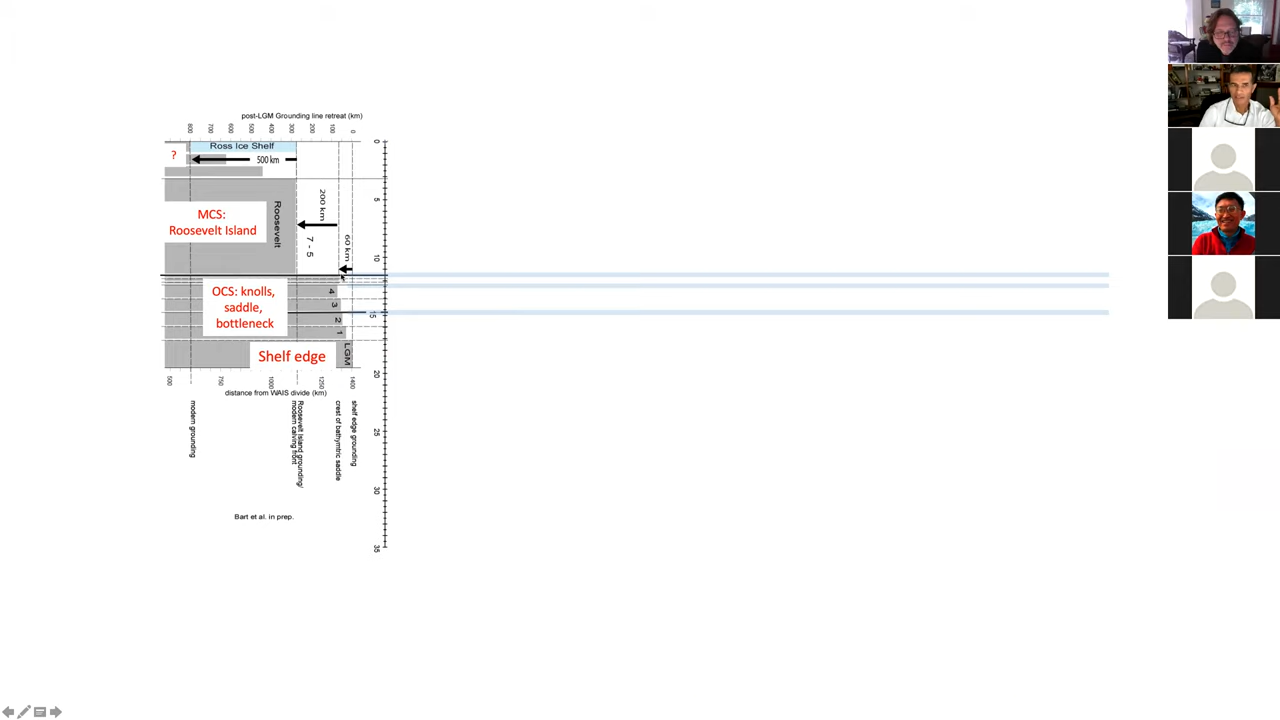 post-LGM Grounding line retreat (km)
800 700 600 500 400 300 200 100 0
0
Ross Ice Shelf
?
500 km
5
Roosevelt
200 km
MCS:
Roosevelt Island
7 - 5
60 km
10
OCS: knolls,
saddle,
bottleneck
4
3
2
1
15
Shelf edge
LGM
20
500 750 1000 1250 1400
distance from WAIS divide (km)
modern grounding
Roosevelt Island grounding/
modern calving front
crest of bathymtric saddle
shelf edge grounding
25
30
Bart et al. in prep.
35